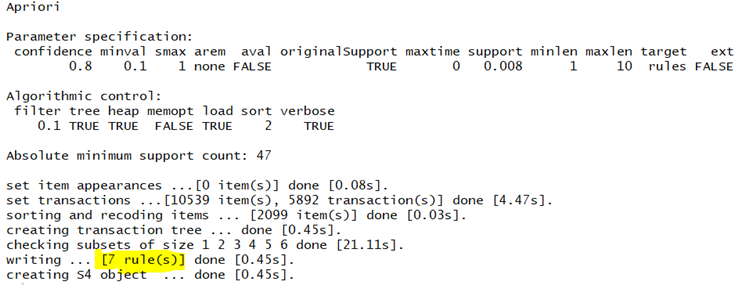 Apriori
Parameter specification:
confidence minval smax arem aval originalSupport maxtime support minlen maxlen target ext
0.8 0.1 1 none FALSE TRUE 0 0.008 1 10 rules FALSE
Algorithmic control:
filter tree heap memopt load sort verbose
0.1 TRUE TRUE FALSE TRUE 2 TRUE
Absolute minimum support count: 47
set item appearances ...[0 item(s)] done [0.08s].
set transactions ...[10539 item(s), 5892 transaction(s)] done [4.47s].
sorting and recoding items ... [2099 item(s)] done [0.03s].
creating transaction tree ... done [0.45s].
checking subsets of size 1 2 3 4 5 6 done [21.11s].
writing ... [7 rule(s)] done [0.45s].
creating S4 object ... done [0.45s].